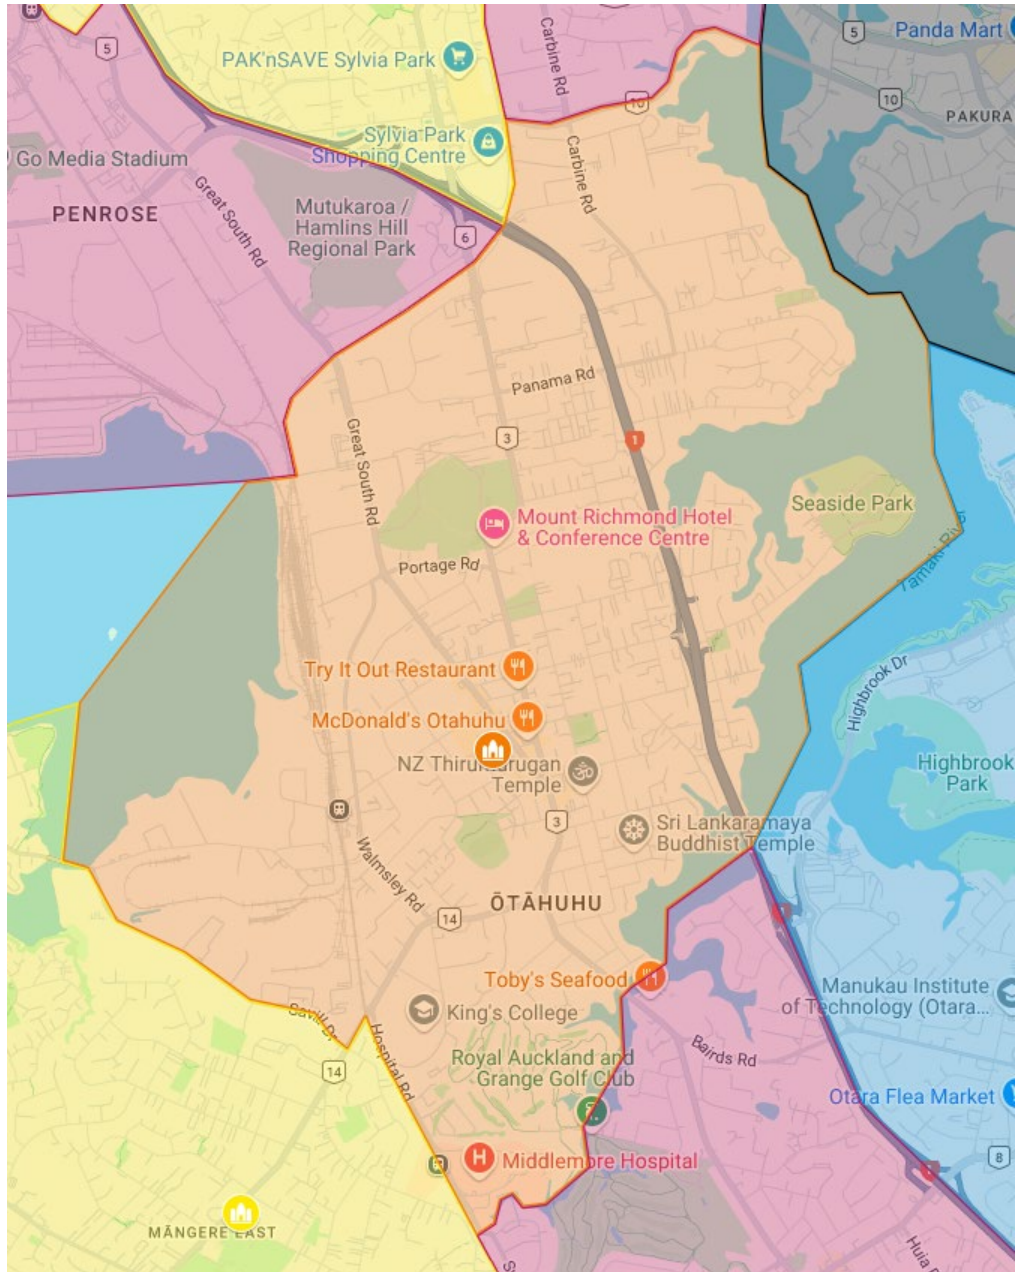 5
Carbine Rd
5
Panda Mart
PAK'nSAVE Sylvia Park
10
10
PAKURA
Sylvia Park
Shopping Centre
Go Media Stadium
Carbine Rd
PENROSE
Great South Rd
Mutukaroa /
Hamlins Hill
Regional Park
6
Panama Rd
3
1
Great South Rd
Seaside Park
Mount Richmond Hotel
& Conference Centre
Portage Rd
Tamaki
Try It Out Restaurant
Highbrook Dr
McDonald's Otahuhu
NZ Thirumurugan
Temple
Highbrook
Park
3
Sri Lankaramaya
Buddhist Temple
Walmsley Rd
ŌTĀHUHU
14
Toby's Seafood
Manukau Institute
of Technology (Otara...
King's College
Savill Dr
Hospital Rd
Bairds Rd
Royal Auckland and
Grange Golf Club
14
Otara Flea Market
8
H
Middlemore Hospital
MĀNGERE EAST
Huia